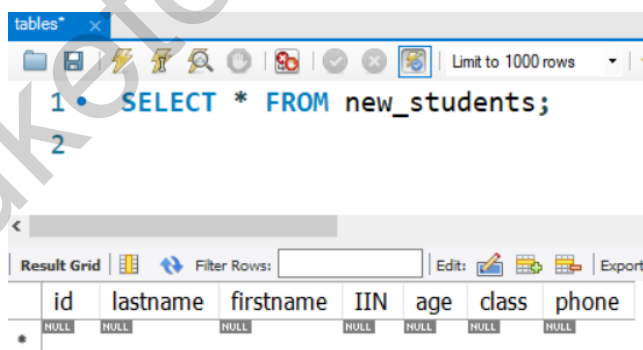 tables*
Limit to 1000 rows
1 SELECT * FROM new_students;
2
Result Grid Filter Rows: Edit: Export
id lastname firstname IIN age class phone
* NULL NULL NULL NULL NULL NULL NULL